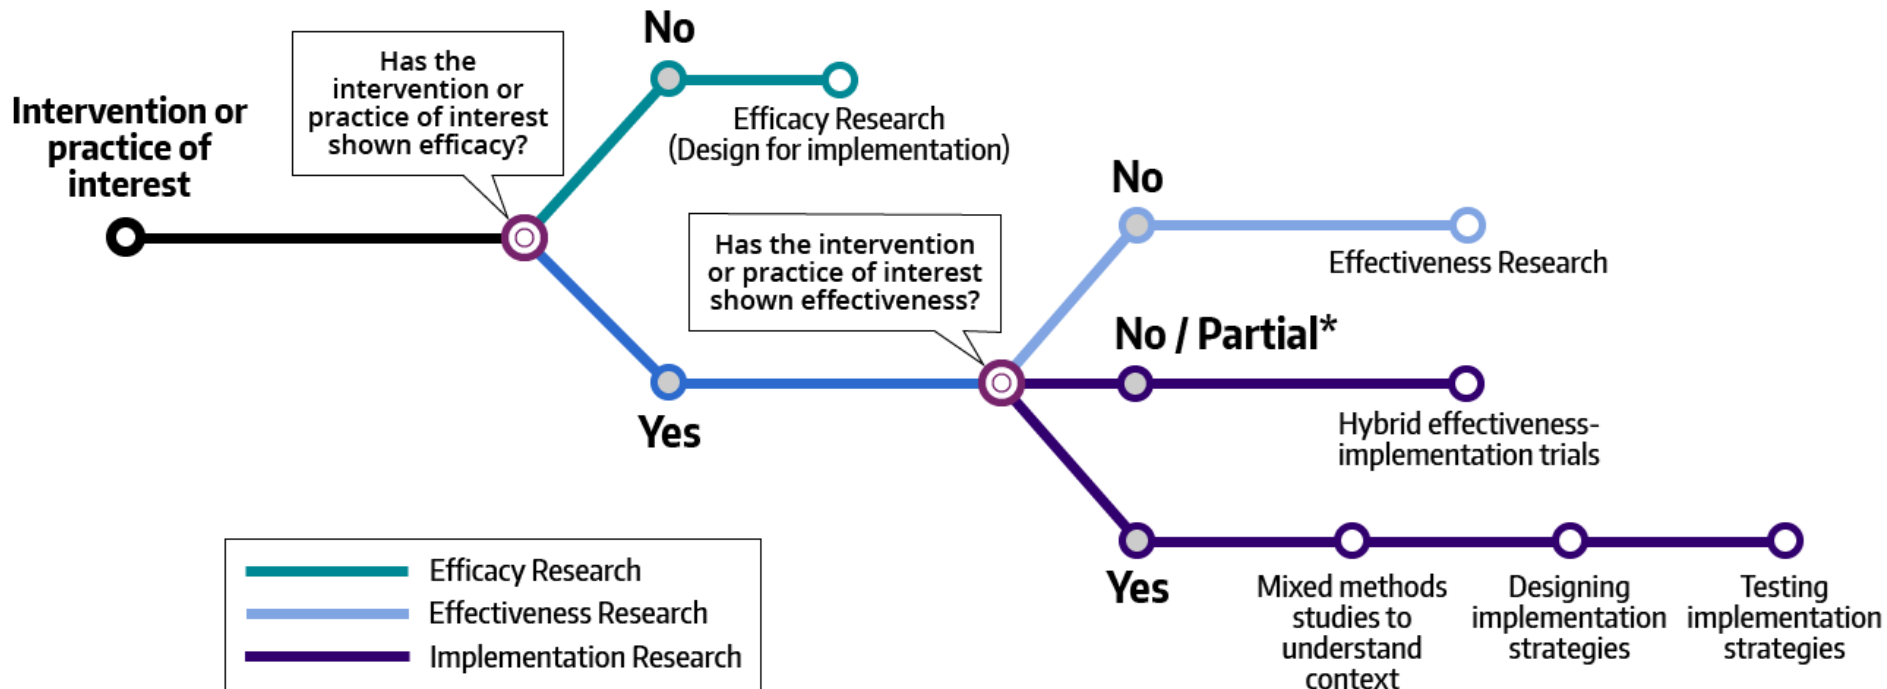 Intervention or
practice of
interest
Has the
intervention or
practice of interest
shown efficacy?
No
Efficacy Research
(Design for implementation)
Yes
Has the intervention
or practice of interest
shown effectiveness?
No
Effectiveness Research
No / Partial*
Hybrid effectiveness-
implementation trials
Yes
Mixed methods
studies to
understand
context
Designing
implementation
strategies
Testing
implementation
strategies
Efficacy Research
Effectiveness Research
Implementation Research